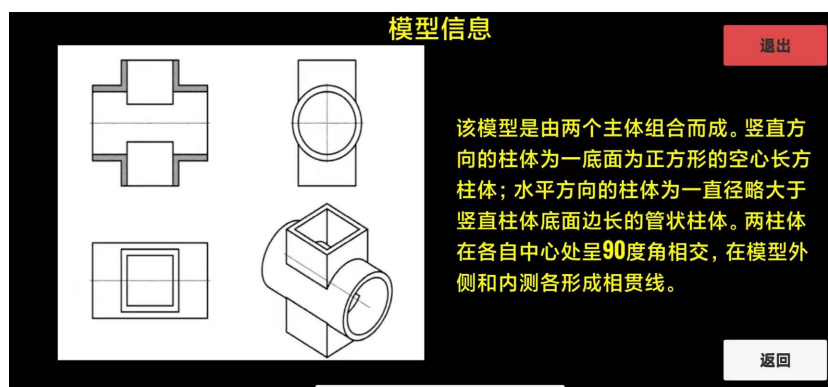 模型信息
退出
该模型是由两个主体组合而成。竖直方
向的柱体为一底面为正方形的空心长方
柱体；水平方向的柱体为一直径略大于
竖直柱体底面边长的管状柱体。两柱体
在各自中心处呈90度角相交，在模型外
侧和内测各形成相贯线。
返回